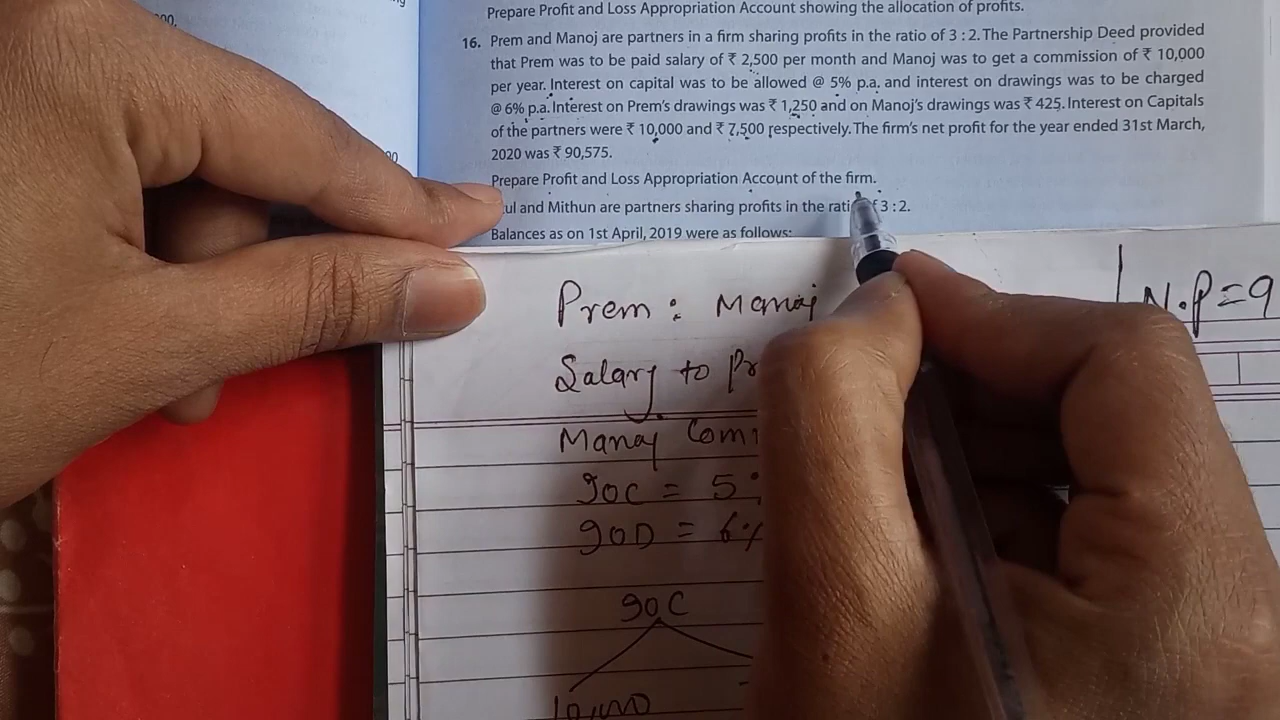 Prepare Profit and Loss Appropriation Account showing the allocation of profits.
16. Prem and Manoj are partners in a firm sharing profits in the ratio of 3 : 2. The Partnership Deed provided
that Prem was to be paid salary of ₹ 2,500 per month and Manoj was to get a commission of ₹ 10,000
per year. Interest on capital was to be allowed @ 5% p.a. and interest on drawings was to be charged
@ 6% p.a. Interest on Prem's drawings was ₹ 1,250 and on Manoj's drawings was ₹ 425. Interest on Capitals
of the partners were ₹ 10,000 and ₹ 7,500 respectively. The firm's net profit for the year ended 31st March,
2020 was ₹ 90,575.
Prepare Profit and Loss Appropriation Account of the firm.
and Mithun are partners sharing profits in the 3 : 2.
Balances as on 1st April, 2019 were as follows:
Prem : Manoj
N.P = 9
Salary to Pr
Manoj Com
IOC = 5
IOD = 6%
IOC
10,000